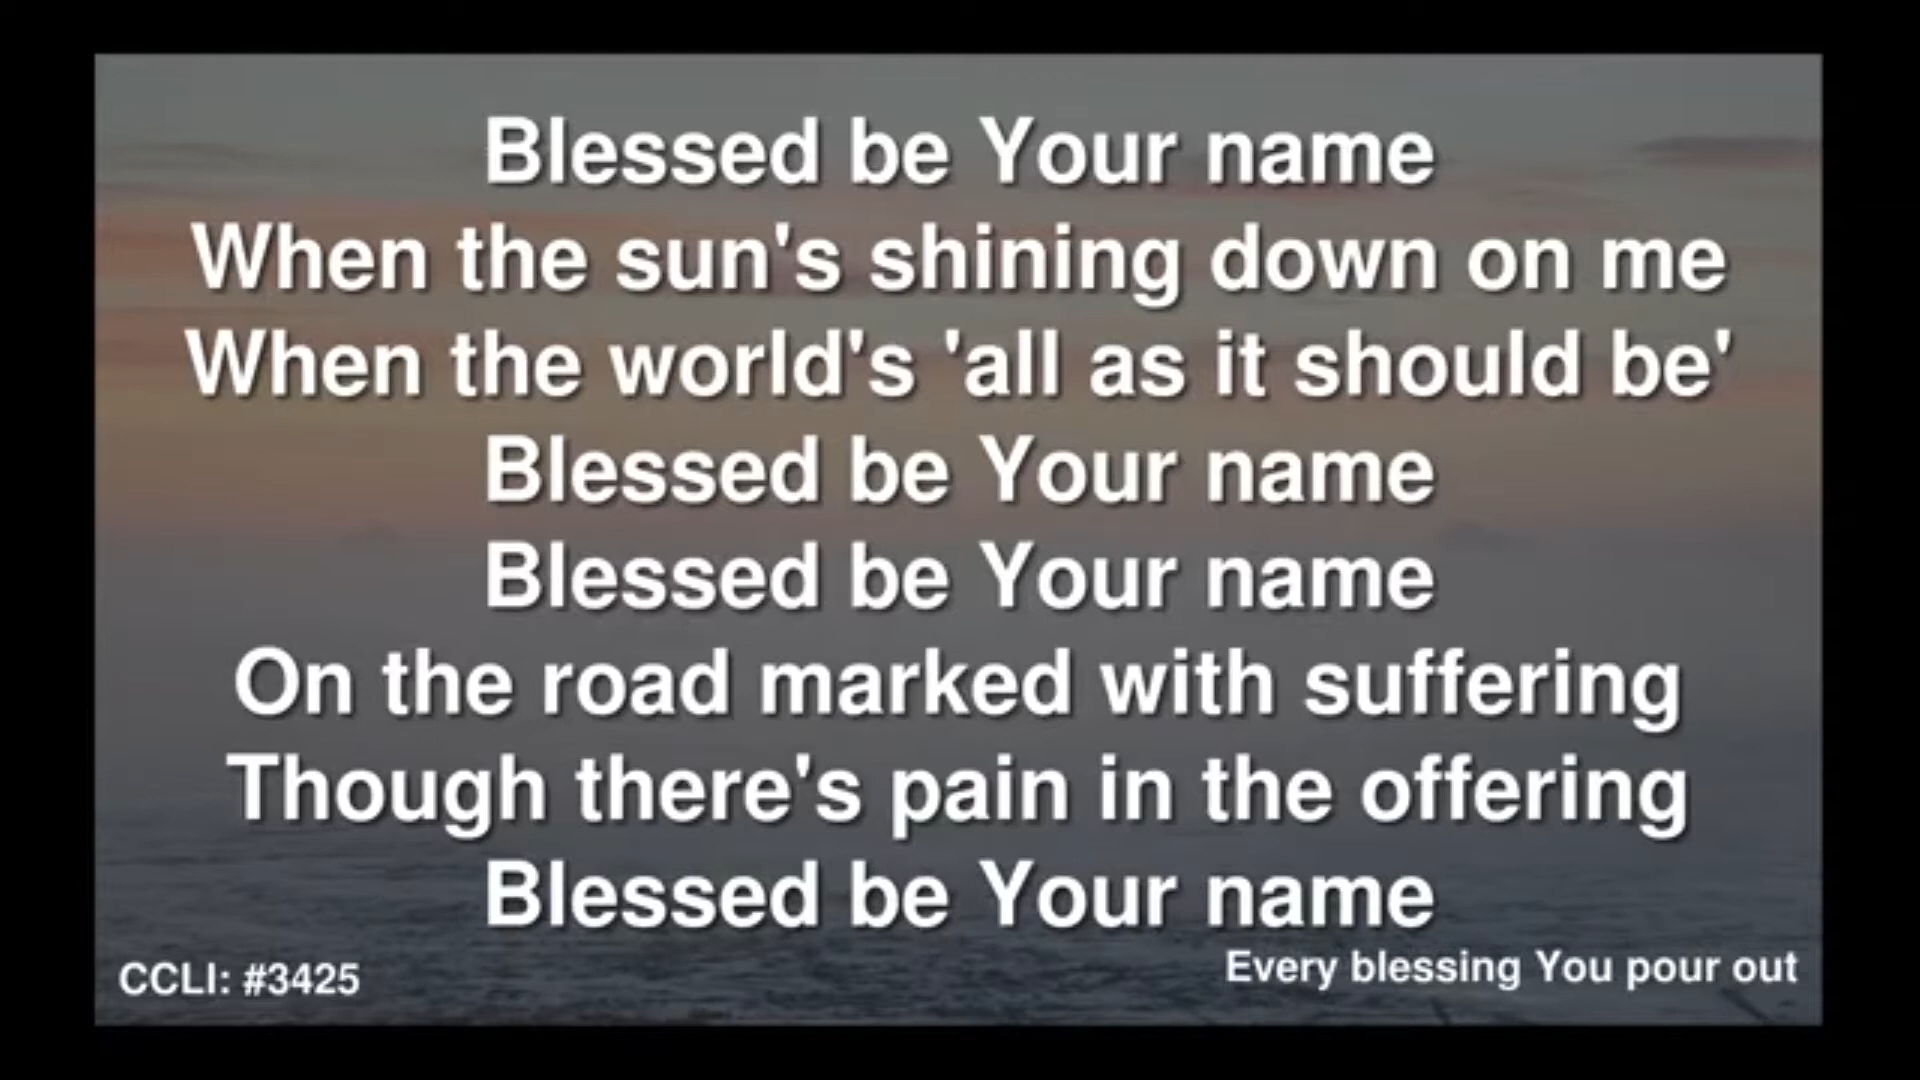 Blessed be Your name
When the sun's shining down on me
When the world's 'all as it should be'
Blessed be Your name
Blessed be Your name
On the road marked with suffering
Though there's pain in the offering
Blessed be Your name
CCLI: #3425
Every blessing You pour out